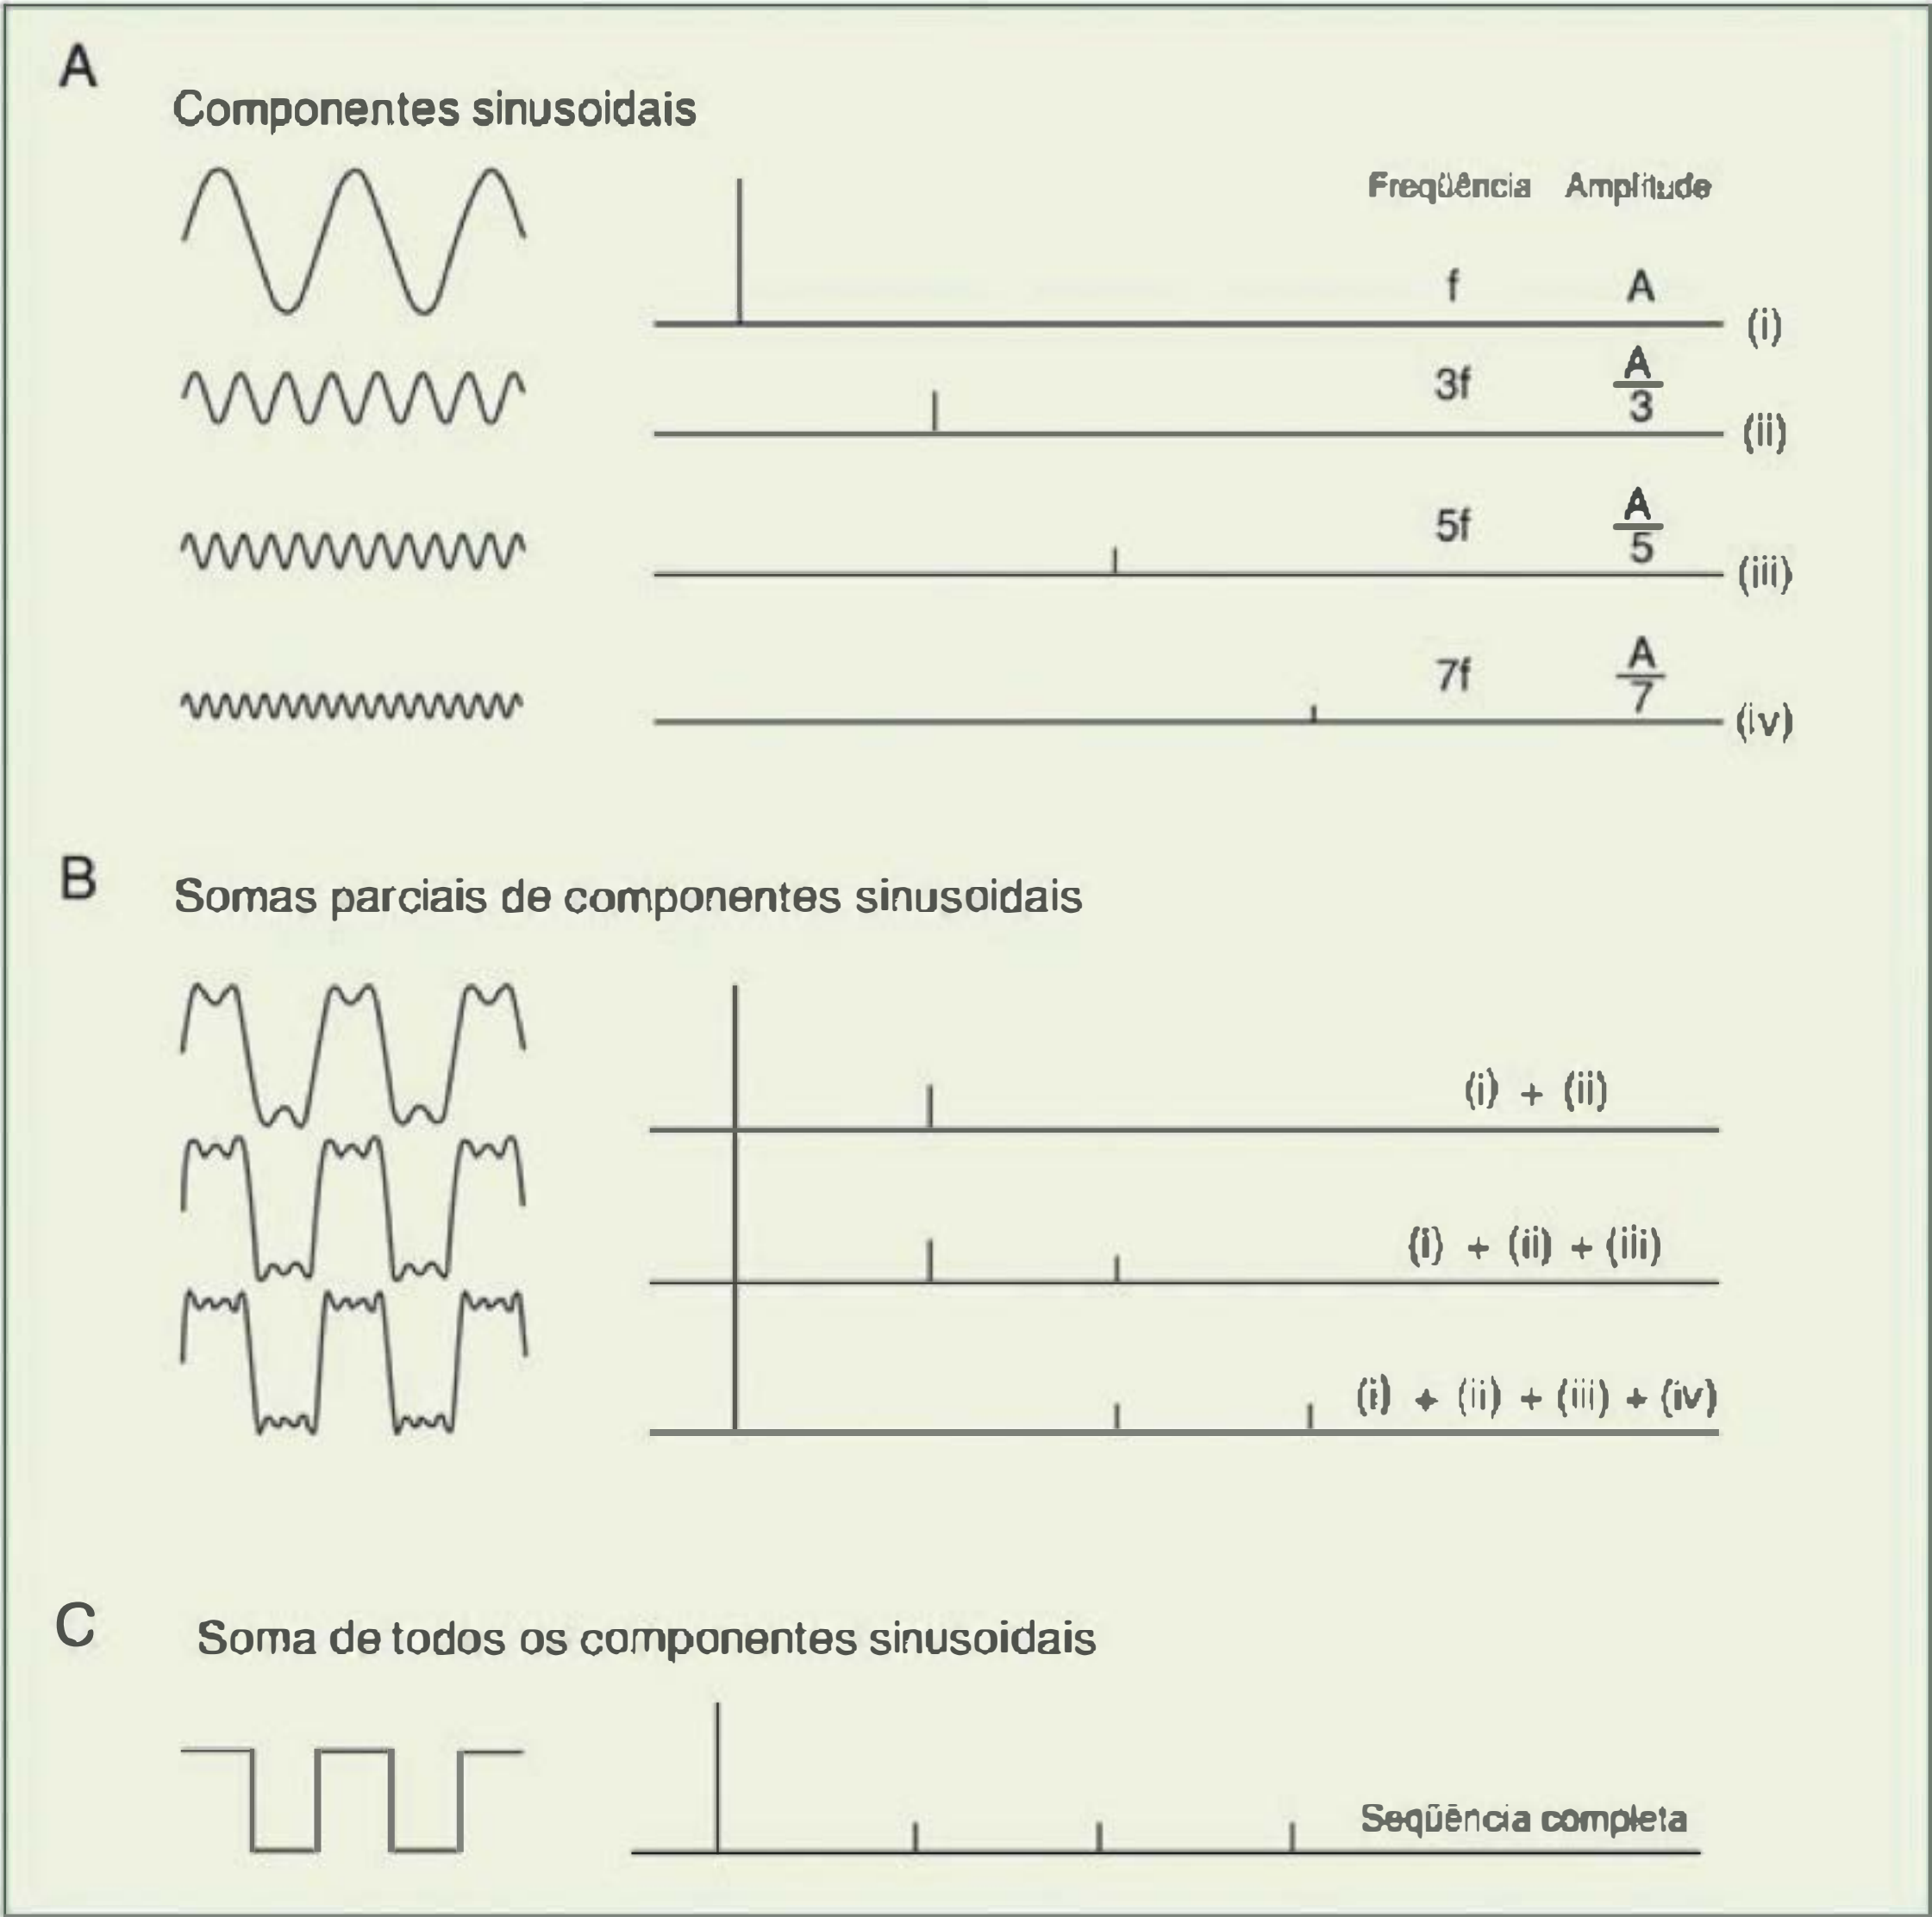 A
Componentes sinusoidais
Freqüência Amplitude
f A
(i)
3f A/3
(ii)
5f A/5
(iii)
7f A/7
(iv)
B
Somas parciais de componentes sinusoidais
(i) + (ii)
(i) + (ii) + (iii)
(i) + (ii) + (iii) + (iv)
C
Soma de todos os componentes sinusoidais
Seqüência completa